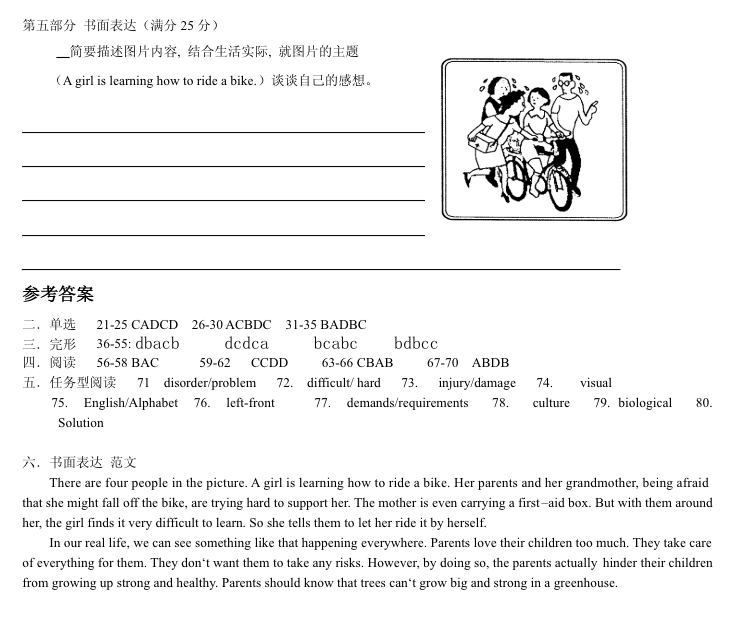 第五部分 书面表达（满分 25 分）
简要描述图片内容, 结合生活实际, 就图片的主题
（A girl is learning how to ride a bike.）谈谈自己的感想。
参考答案
二．单选 21-25 CADCD 26-30 ACBDC 31-35 BADBC
三．完形 36-55: dbacb dcdca bcabc bdbcc
四．阅读 56-58 BAC 59-62 CCDD 63-66 CBAB 67-70 ABDB
五．任务型阅读 71 disorder/problem 72. difficult/ hard 73. injury/damage 74. visual
75. English/Alphabet 76. left-front 77. demands/requirements 78. culture 79. biological 80.
Solution
六．书面表达 范文
There are four people in the picture. A girl is learning how to ride a bike. Her parents and her grandmother, being afraid
that she might fall off the bike, are trying hard to support her. The mother is even carrying a first–aid box. But with them around
her, the girl finds it very difficult to learn. So she tells them to let her ride it by herself.
In our real life, we can see something like that happening everywhere. Parents love their children too much. They take care
of everything for them. They don‘t want them to take any risks. However, by doing so, the parents actually hinder their children
from growing up strong and healthy. Parents should know that trees can‘t grow big and strong in a greenhouse.